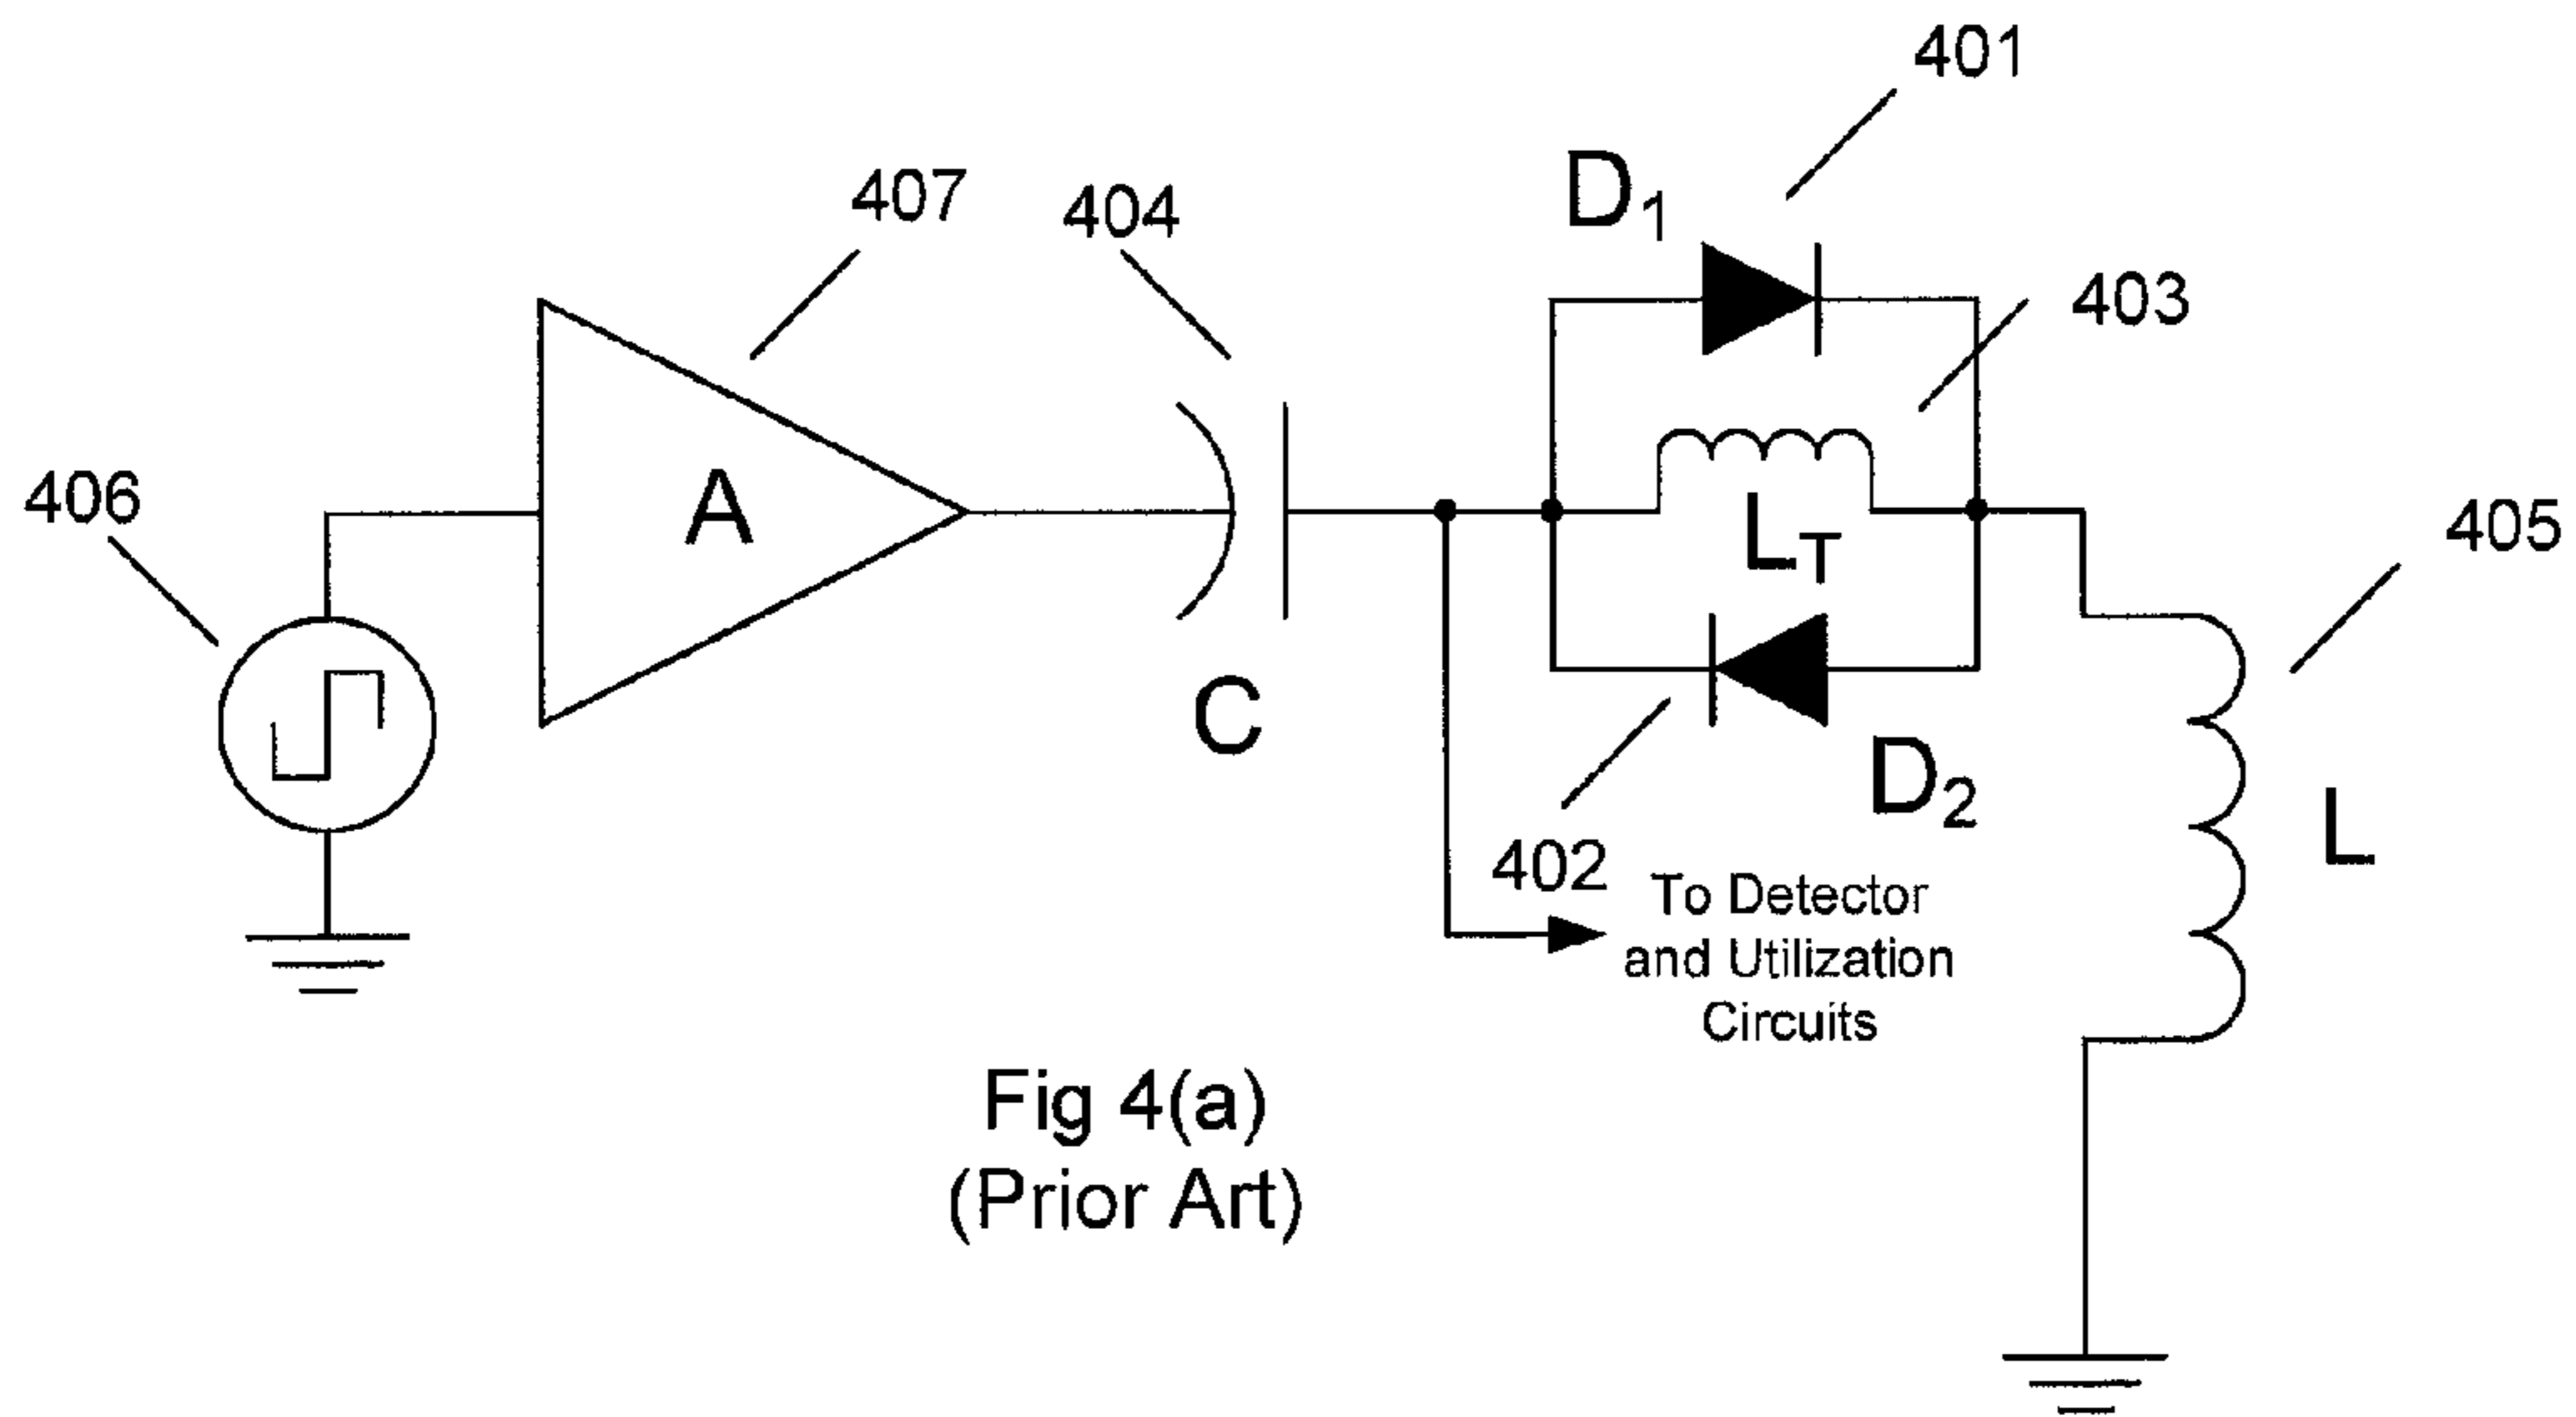 401
D1
407
404
403
406
A
LT
405
C
D2
L
402
To Detector
and Utilization
Circuits
Fig 4(a)
(Prior Art)